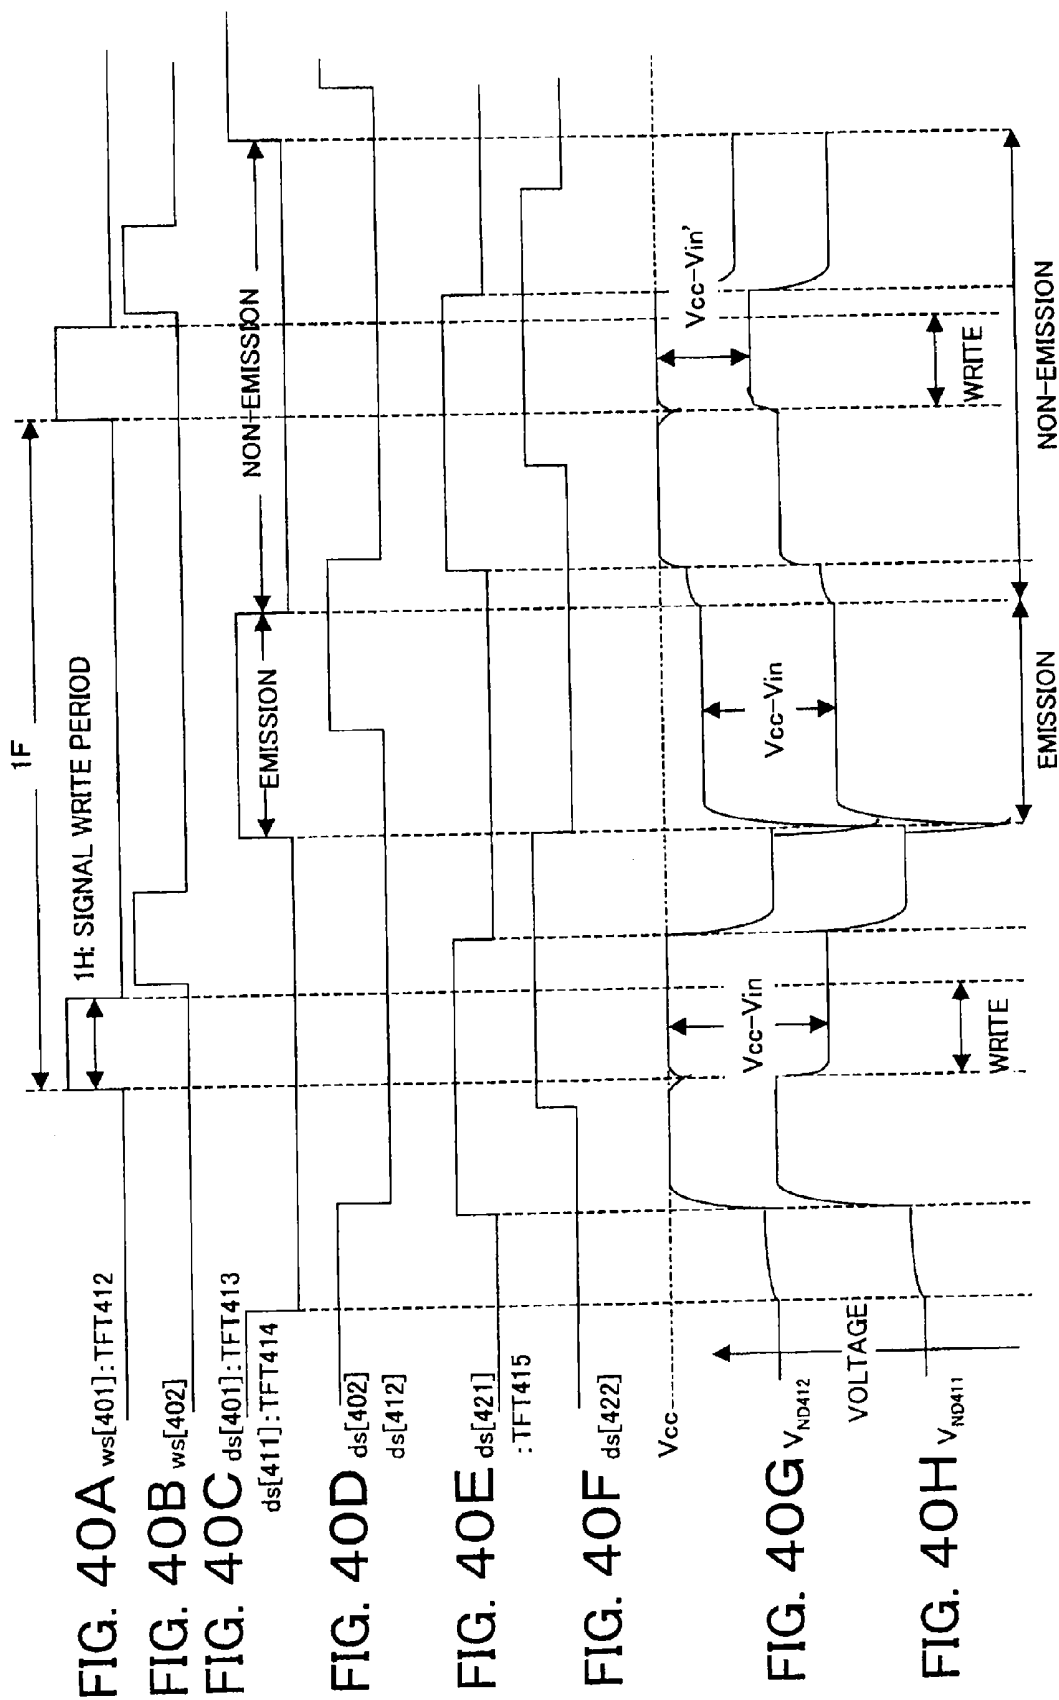 1F
1H: SIGNAL WRITE PERIOD
FIG. 40A ws[401]:TFT412
FIG. 40B ws[402]
FIG. 40C ds[401]:TFT413
ds[411]:TFT414
EMISSION
NON-EMISSION
FIG. 40D ds[402]
ds[412]
FIG. 40E ds[421]
:TFT415
FIG. 40F ds[422]
Vcc
Vcc-Vin
Vcc-Vin
Vcc-Vin'
FIG. 40G VND412
VOLTAGE
FIG. 40H VND411
WRITE
WRITE
EMISSION
NON-EMISSION